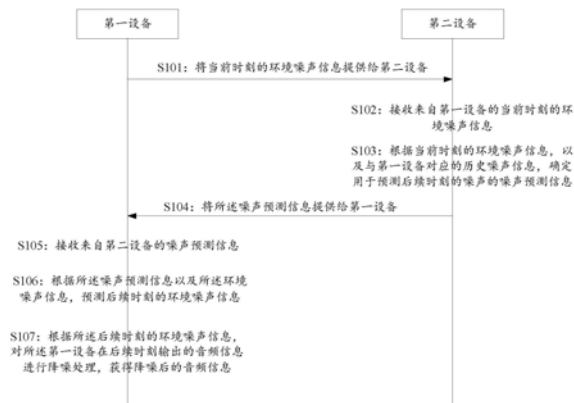 第一设备
第二设备
S101：将当前时刻的环境噪声信息提供给第二设备
S102：接收来自第一设备的当前时刻的环
境噪声信息
S103：根据当前时刻的环境噪声信息，以
及与第一设备对应的历史噪声信息，确定
用于预测后续时刻的噪声的噪声预测信息
S104：将所述噪声预测信息提供给第一设备
S105：接收来自第二设备的噪声预测信息
S106：根据所述噪声预测信息以及所述环境
噪声信息，预测后续时刻的环境噪声信息
S107：根据所述后续时刻的环境噪声信息，
对所述第一设备在后续时刻输出的音频信息
进行降噪处理，获得降噪后的音频信息